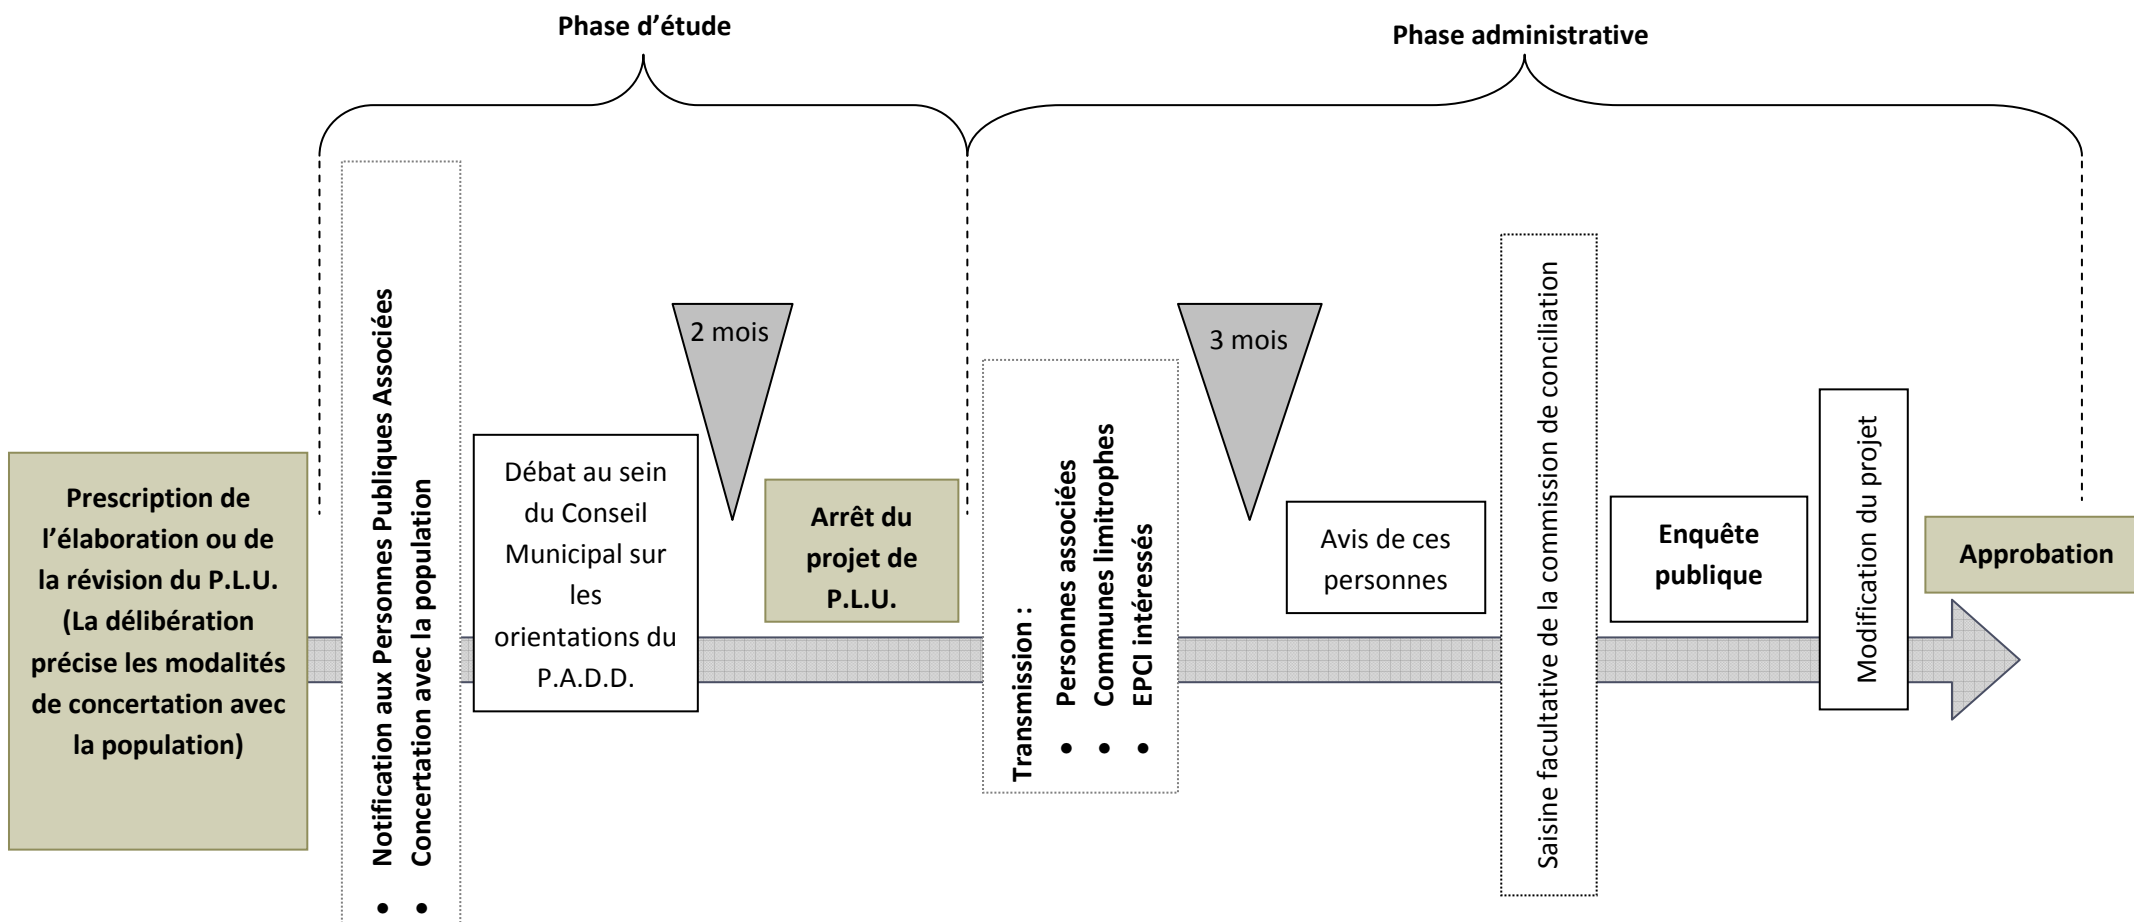 Phase d’étude
Phase administrative
Prescription de
l’élaboration ou de
la révision du P.L.U.
(La délibération
précise les modalités
de concertation avec
la population)
• Notification aux Personnes Publiques Associées
• Concertation avec la population
Débat au sein
du Conseil
Municipal sur
les
orientations du
P.A.D.D.
2 mois
Arrêt du
projet de
P.L.U.
Transmission :
• Personnes associées
• Communes limitrophes
• EPCI intéressés
3 mois
Avis de ces
personnes
Saisine facultative de la commission de conciliation
Enquête
publique
Modification du projet
Approbation